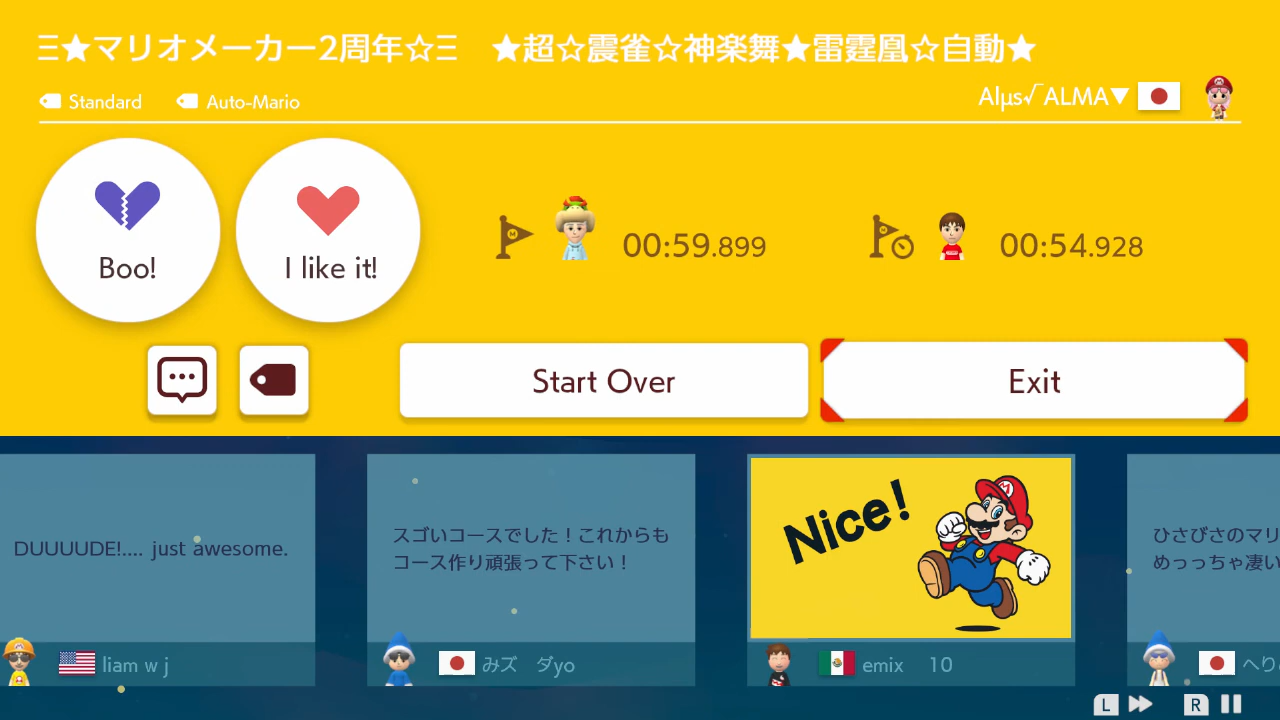 Ξ★マリオメーカー2周年☆Ξ ★超☆震雀☆神楽舞★雷霆凰☆自動★
Standard Auto-Mario
Alμs√ALMA▼
Boo!
I like it!
00:59.899
00:54.928
Start Over
Exit
DUUUUDE!.... just awesome.
liam w j
スゴいコースでした！これからも
コース作り頑張って下さい！
みズ ダyo
Nice!
emix 10
ひさびさのマリ
めっっちゃ凄い
へり
L R